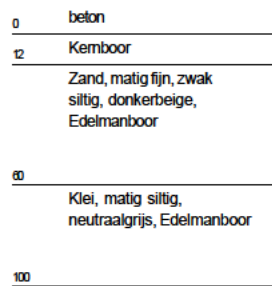 0 beton
12 Kernboor
Zand, matig fijn, zwak
siltig, donkerbeige,
Edelmanboor
60
Klei, matig siltig,
neutraalgrijs, Edelmanboor
100